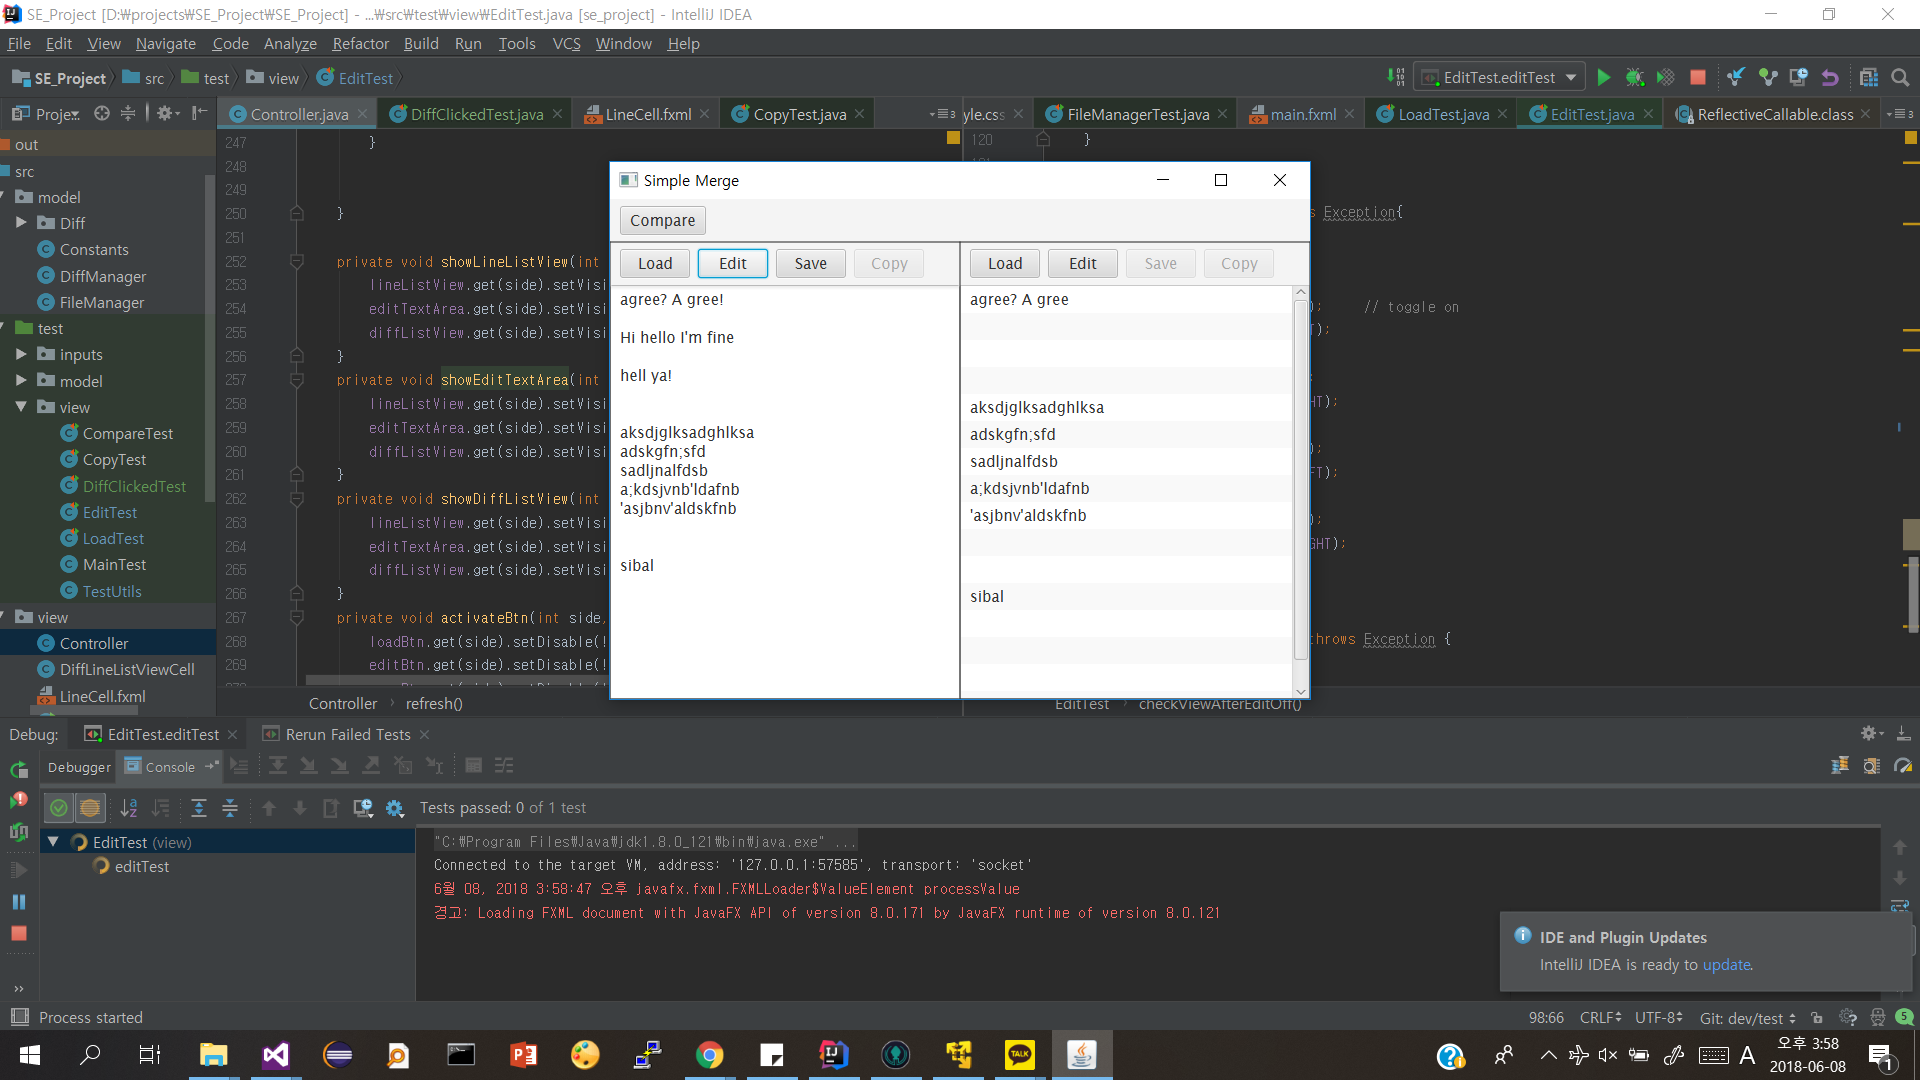 SE_Project [D:₩projects₩SE_Project₩SE_Project] - ...₩src₩test₩view₩EditTest.java [se_project] - IntelliJ IDEA
File Edit View Navigate Code Analyze Refactor Build Run Tools VCS Window Help
SE_Project src test view EditTest
EditTest.editTest
Proje..
Controller.java DiffClickedTest.java LineCell.fxml CopyTest.java
yle.css FileManagerTest.java main.fxml LoadTest.java EditTest.java ReflectiveCallable.class
out
src
model
Diff
Constants
DiffManager
FileManager
test
inputs
model
view
CompareTest
CopyTest
DiffClickedTest
EditTest
LoadTest
MainTest
TestUtils
view
Controller
DiffLineListViewCell
LineCell.fxml
247 }
248
249
250 }
251
252 private void showLineListView(int
253 lineListView.get(side).setVisi
254 editTextArea.get(side).setVisi
255 diffListView.get(side).setVisi
256 }
257 private void showEditTextArea(int
258 lineListView.get(side).setVisi
259 editTextArea.get(side).setVisi
260 diffListView.get(side).setVisi
261 }
262 private void showDiffListView(int
263 lineListView.get(side).setVisi
264 editTextArea.get(side).setVisi
265 diffListView.get(side).setVisi
266 }
267 private void activateBtn(int side,
268 loadBtn.get(side).setDisable(!
269 editBtn.get(side).setDisable(!
Controller › refresh()
Simple Merge
Compare
Load Edit Save Copy
agree? A gree!
Hi hello I'm fine
hell ya!
aksdjglksadghlksa
adskgfn;sfd
sadljnalfdsb
a;kdsjvnb'ldafnb
'asjbnv'aldskfnb
sibal
Load Edit Save Copy
agree? A gree
aksdjglksadghlksa
adskgfn;sfd
sadljnalfdsb
a;kdsjvnb'ldafnb
'asjbnv'aldskfnb
sibal
120 }
s Exception{
); // toggle on
T);
;
HT);
);
FT);
);
GHT);
throws Exception {
EditTest › checkViewAfterEditOff()
Debug: EditTest.editTest Rerun Failed Tests
Debugger Console
Tests passed: 0 of 1 test
EditTest (view)
editTest
"C:₩Program Files₩Java₩jdk1.8.0_121₩bin₩java.exe" ...
Connected to the target VM, address: '127.0.0.1:57585', transport: 'socket'
6월 08, 2018 3:58:47 오후 javafx.fxml.FXMLLoader$ValueElement processValue
경고: Loading FXML document with JavaFX API of version 8.0.171 by JavaFX runtime of version 8.0.121
IDE and Plugin Updates
IntelliJ IDEA is ready to update.
Process started
98:66 CRLF UTF-8 Git: dev/test 5
TALK
A
오후 3:58
2018-06-08
1